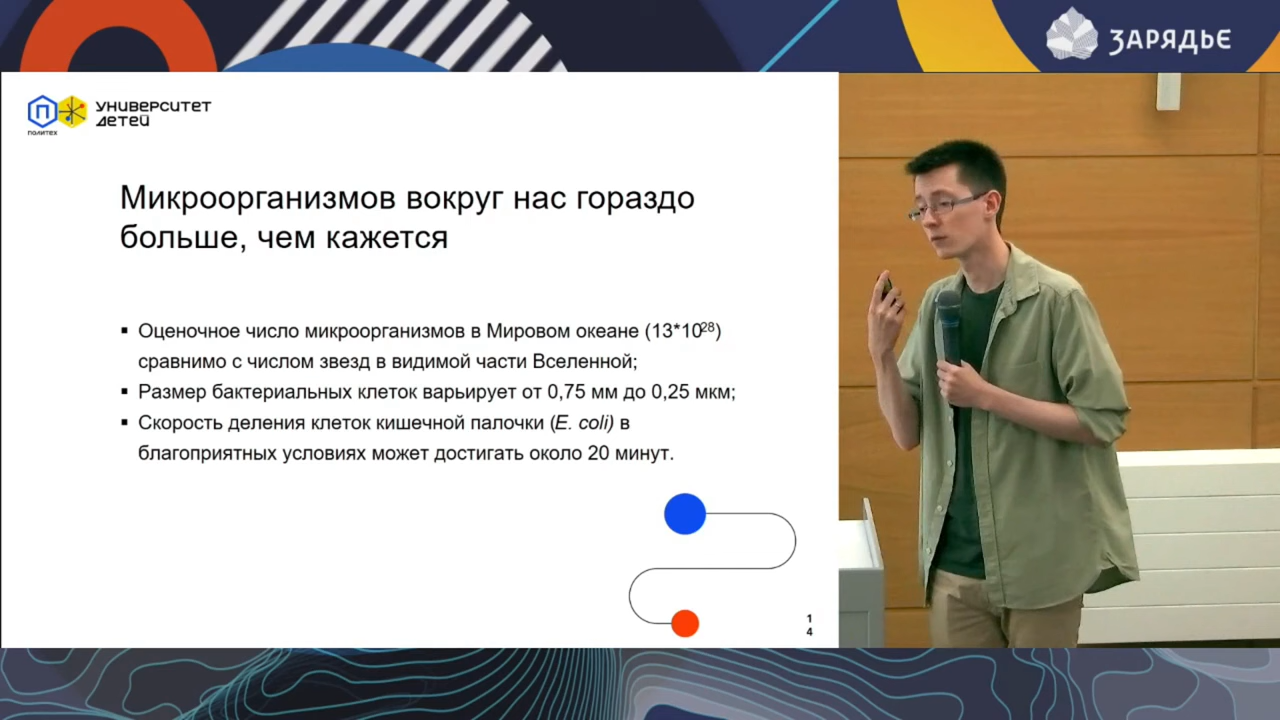 ЗАРЯДЬЕ
УНИВЕРСИТЕТ
ДЕТЕЙ
П
ПОЛИТЕХ
Микроорганизмов вокруг нас гораздо
больше, чем кажется
▪ Оценочное число микроорганизмов в Мировом океане (13*10²⁸)
сравнимо с числом звезд в видимой части Вселенной;
▪ Размер бактериальных клеток варьирует от 0,75 мм до 0,25 мкм;
▪ Скорость деления клеток кишечной палочки (E. coli) в
благоприятных условиях может достигать около 20 минут.
1
4